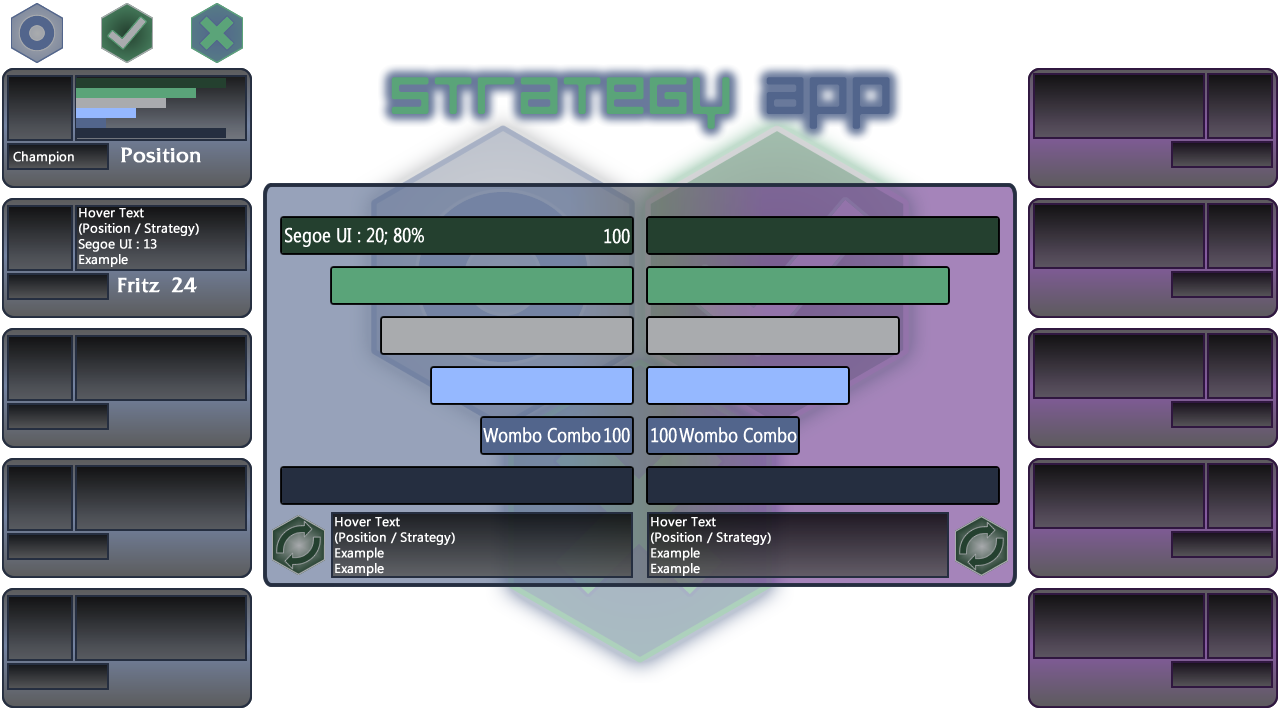 strategy app
Champion
Position
Hover Text
(Position / Strategy)
Segoe UI : 13
Example
Fritz 24
Segoe UI : 20; 80%
100
Wombo Combo 100
100 Wombo Combo
Hover Text
(Position / Strategy)
Example
Example
Hover Text
(Position / Strategy)
Example
Example